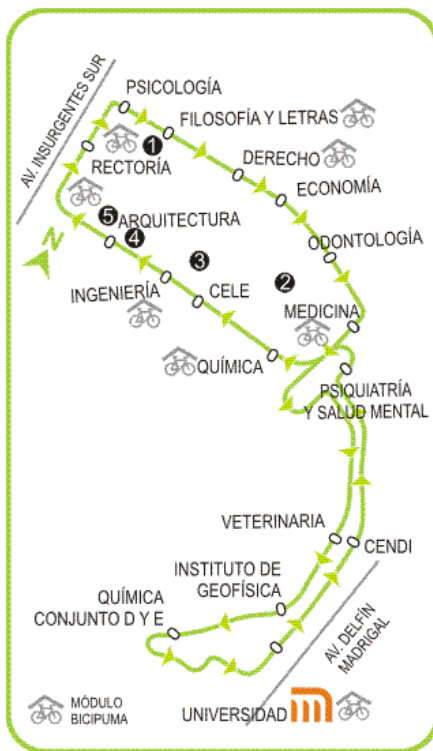 AV. INSURGENTES SUR
PSICOLOGÍA
FILOSOFÍA Y LETRAS
1
RECTORÍA
DERECHO
ECONOMÍA
5
ARQUITECTURA
4
ODONTOLOGÍA
N
3
2
INGENIERÍA
CELE
MEDICINA
QUÍMICA
PSIQUIATRÍA
Y SALUD MENTAL
VETERINARIA
CENDI
INSTITUTO DE
GEOFÍSICA
QUÍMICA
CONJUNTO D Y E
AV. DELFÍN
MADRIGAL
MÓDULO
BICIPUMA
UNIVERSIDAD